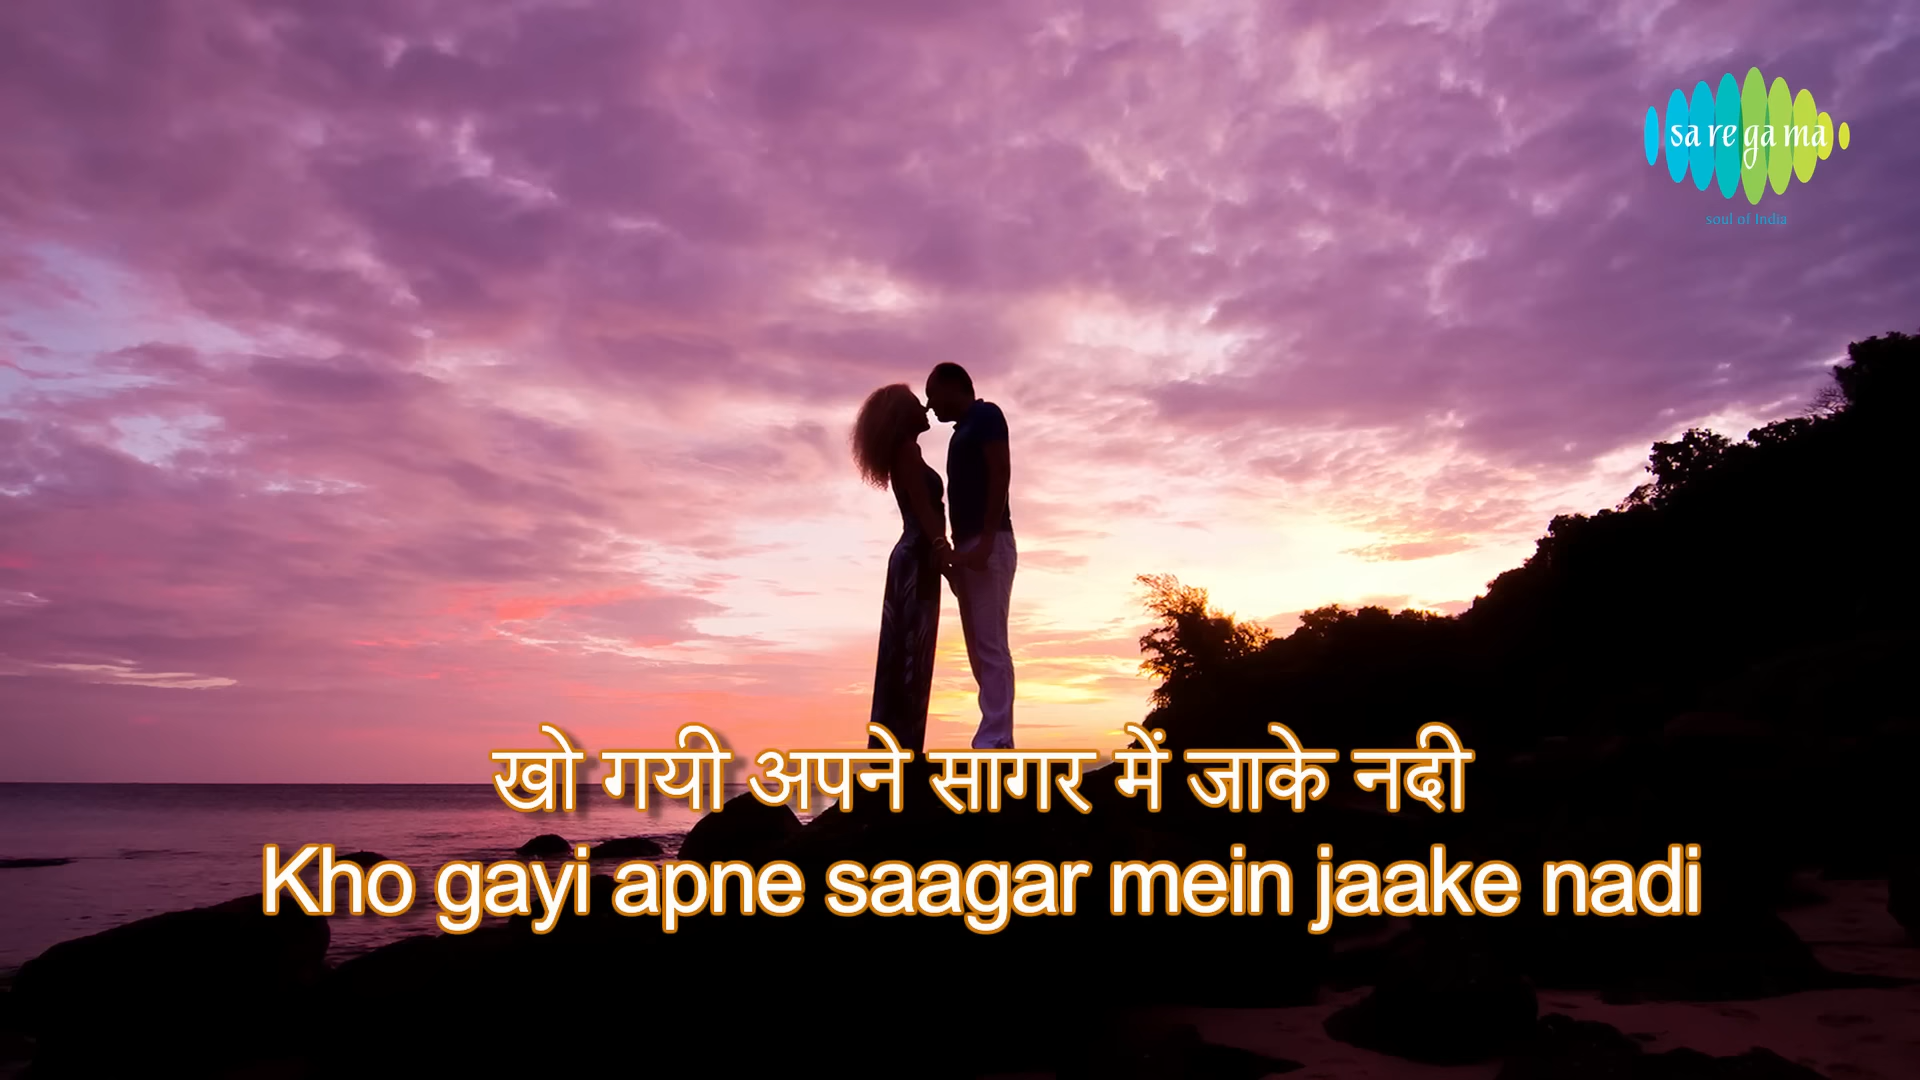 sa re ga ma
soul of India
खो गयी अपने सागर में जाके नदी
Kho gayi apne saagar mein jaake nadi